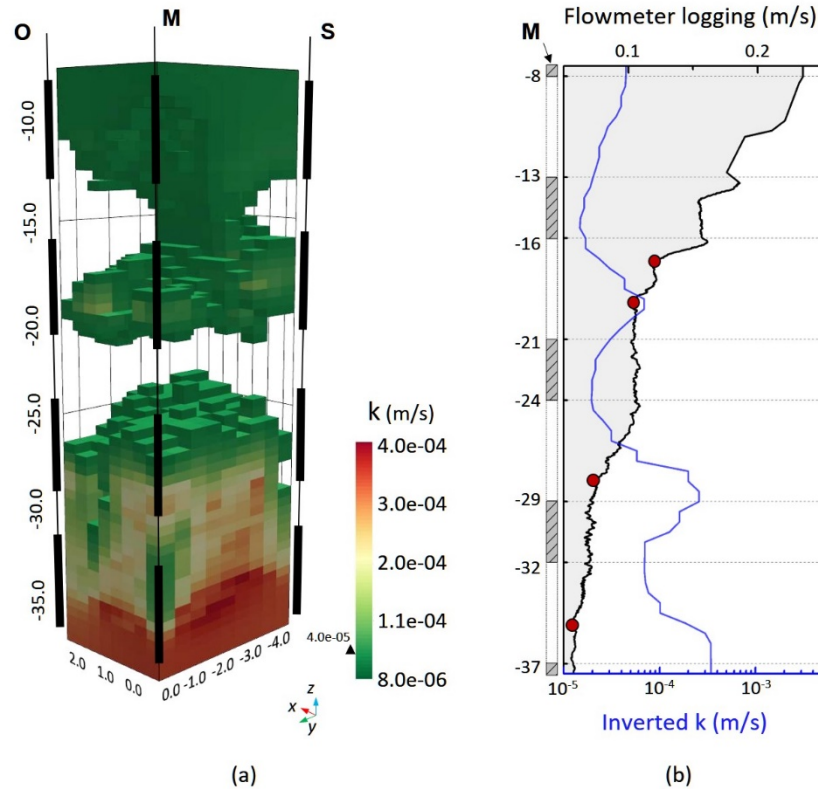 O M S
-10.0
-15.0
-20.0
-25.0
-30.0
-35.0
2.0 1.0 0.0
0.0 -1.0 -2.0 -3.0 -4.0
k (m/s)
4.0e-04
3.0e-04
2.0e-04
1.1e-04
4.0e-05
8.0e-06
z
x
y
(a)
Flowmeter logging (m/s)
M 0.1 0.2
-8
-13
-16
-21
-24
-29
-32
-37
10⁻⁵ 10⁻⁴ 10⁻³
Inverted k (m/s)
(b)